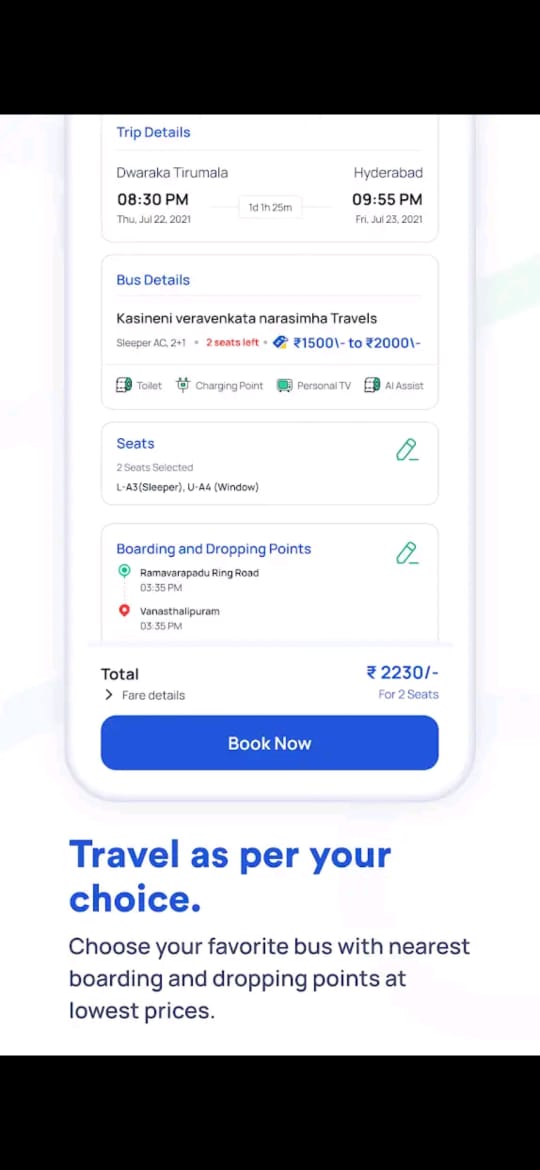 Trip Details
Dwaraka Tirumala Hyderabad
08:30 PM 1d 1h 25m 09:55 PM
Thu, Jul 22, 2021 Fri, Jul 23, 2021
Bus Details
Kasineni veravenkata narasimha Travels
Sleeper AC, 2+1 • 2 seats left • ₹1500\- to ₹2000\-
Toilet Charging Point Personal TV AI Assist
Seats
2 Seats Selected
L-A3(Sleeper), U-A4 (Window)
Boarding and Dropping Points
Ramavarapadu Ring Road
03:35 PM
Vanasthalipuram
03:35 PM
Total ₹ 2230/-
Fare details For 2 Seats
Book Now
Travel as per your
choice.
Choose your favorite bus with nearest
boarding and dropping points at
lowest prices.